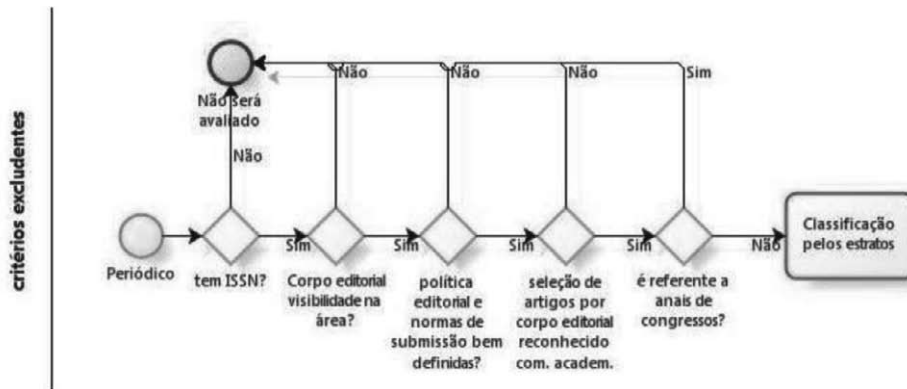 critérios excludentes
Não será
avaliado
Não
Não
Não
Não
Sim
Periódico
tem ISSN?
Sim
Corpo editorial
visibilidade na
área?
Sim
política
editorial e
normas de
submissão bem
definidas?
Sim
seleção de
artigos por
corpo editorial
reconhecido
com. academ.
Sim
é referente a
anais de
congressos?
Não
Classificação
pelos estratos